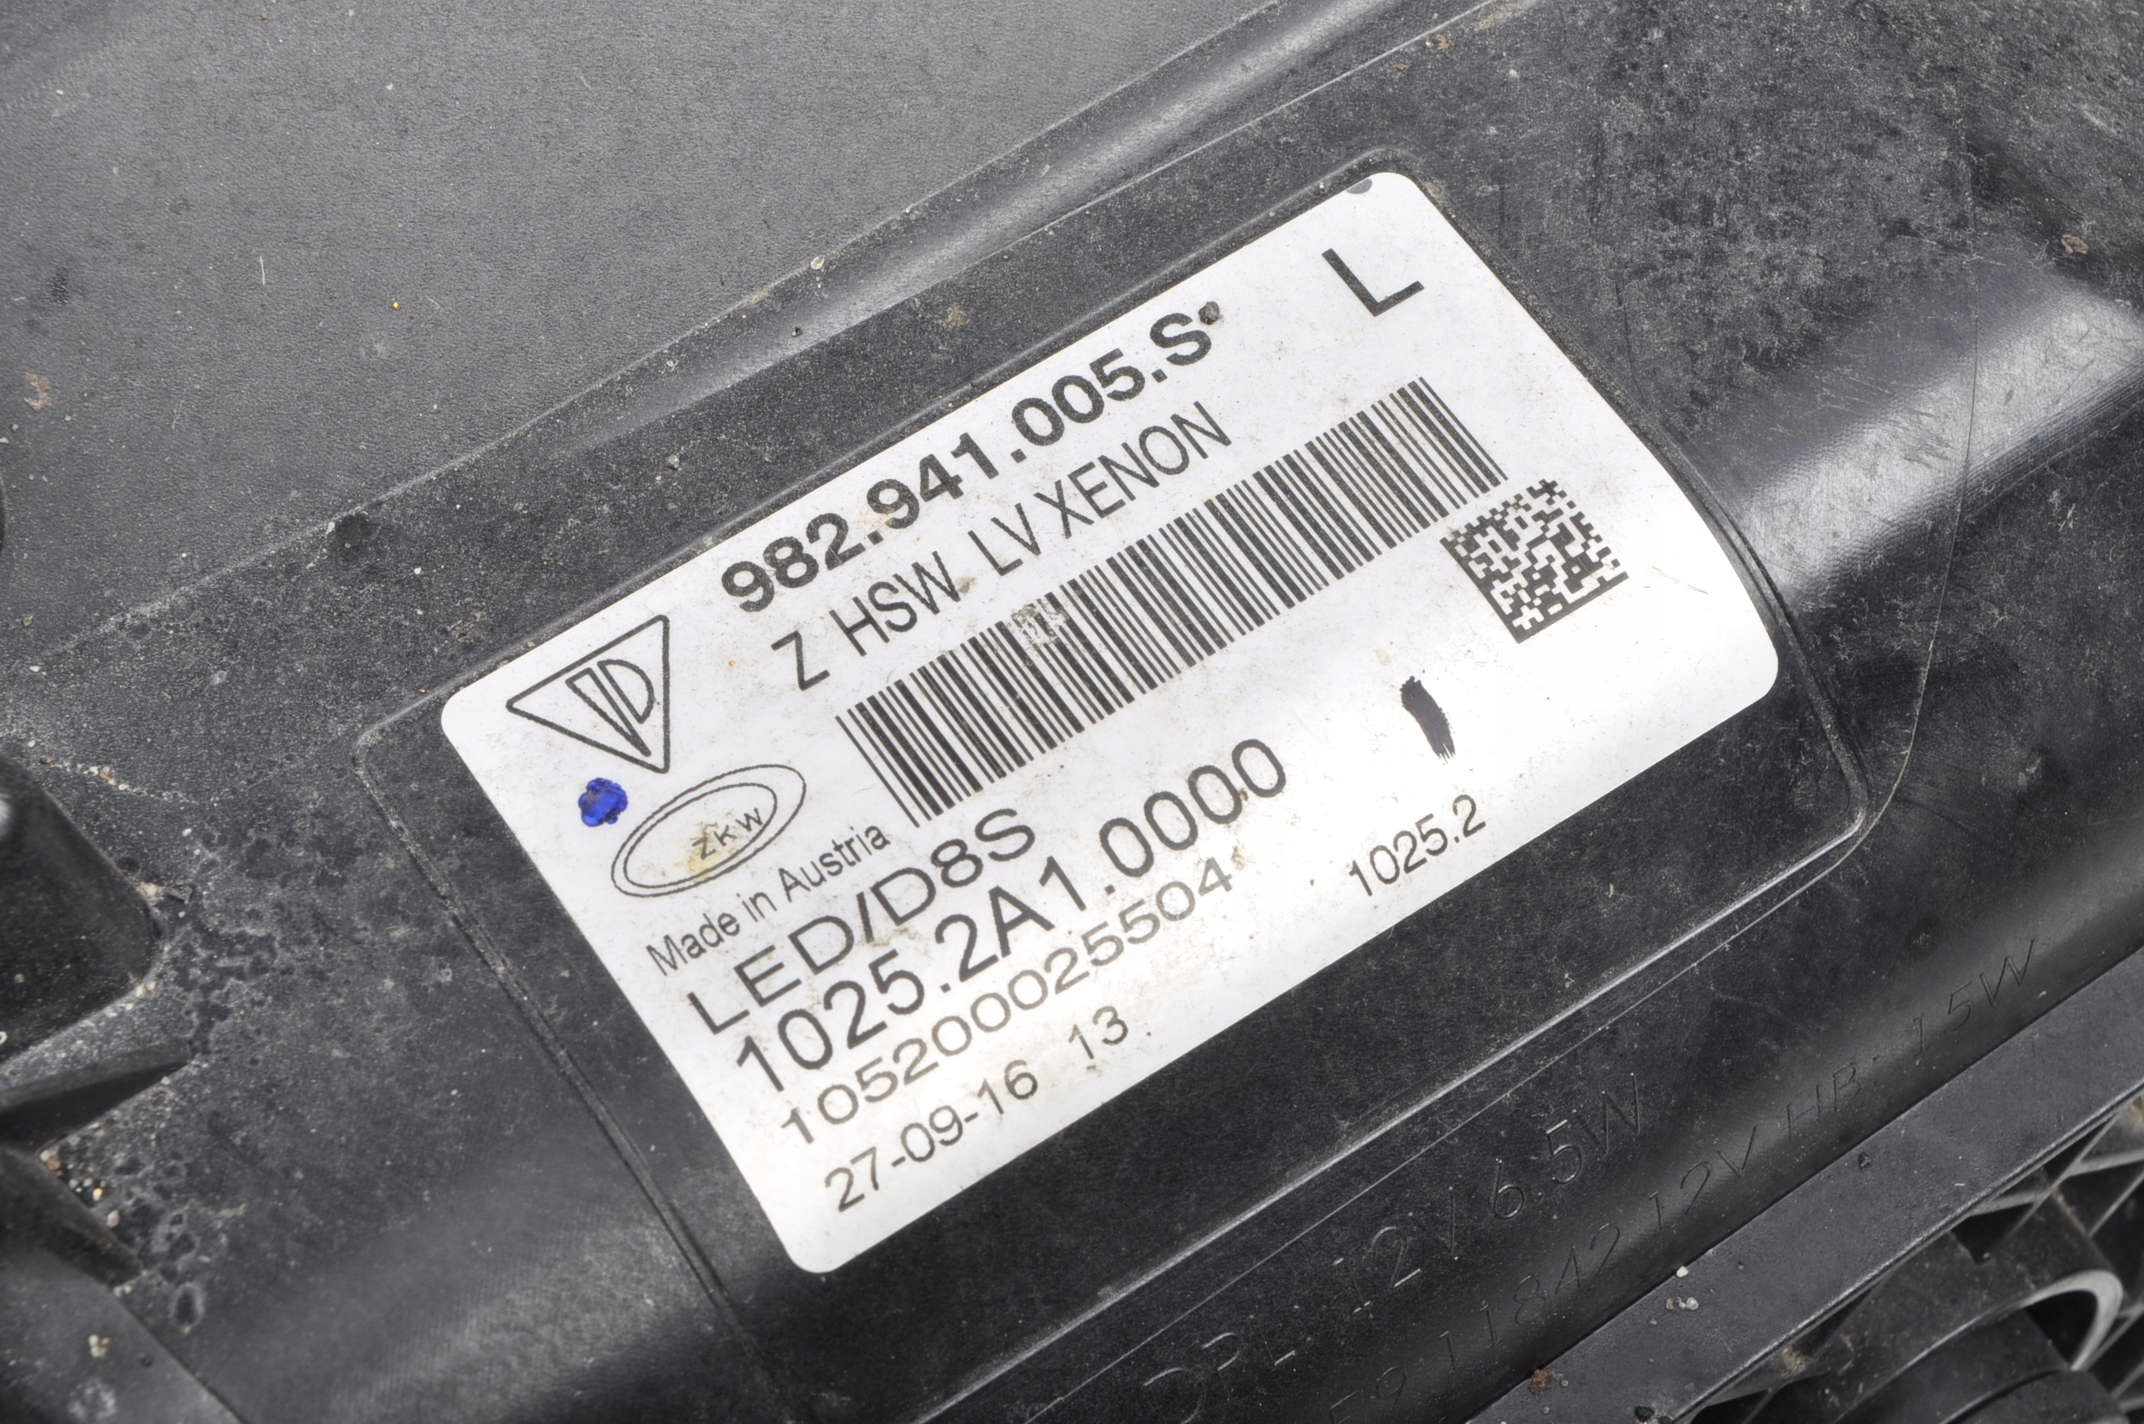 982.941.005.S L
Z HSW LV XENON
ZKW
Made in Austria
LED/D8S
1025.2A1.0000
105200025504
1025.2
27-09-16 13
12V 6.5W
12V HB-15W